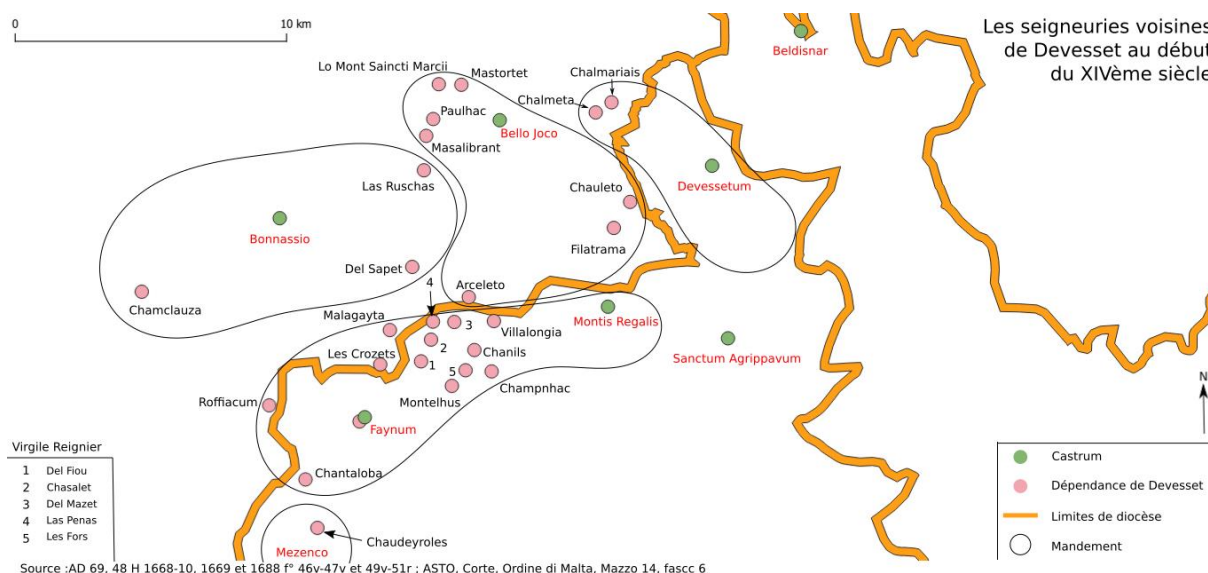 0
10 km
Les seigneuries voisines
de Devesset au début
du XIVème siècle
Beldisnar
Lo Mont Saincti Marcii
Mastortet
Chalmariais
Chalmeta
Paulhac
Bello Joco
Masalibrant
Las Ruschas
Chauleto
Devessetum
Bonnassio
Filatrama
Del Sapet
Chamclauza
4
Arceleto
Malagayta
3
Villalongia
Montis Regalis
2
Sanctum Agrippavum
Les Crozets
1
Chanils
5
Champnhac
Montelhus
Roffiacum
Faynum
N
Chantaloba
Chaudeyroles
Mezenco
Virgile Reignier
1 Del Fiou
2 Chasalet
3 Del Mazet
4 Las Penas
5 Les Fors
Castrum
Dépendance de Devesset
Limites de diocèse
Mandement
Source :AD 69, 48 H 1668-10, 1669 et 1688 f° 46v-47v et 49v-51r ; ASTO, Corte, Ordine di Malta, Mazzo 14, fascc 6